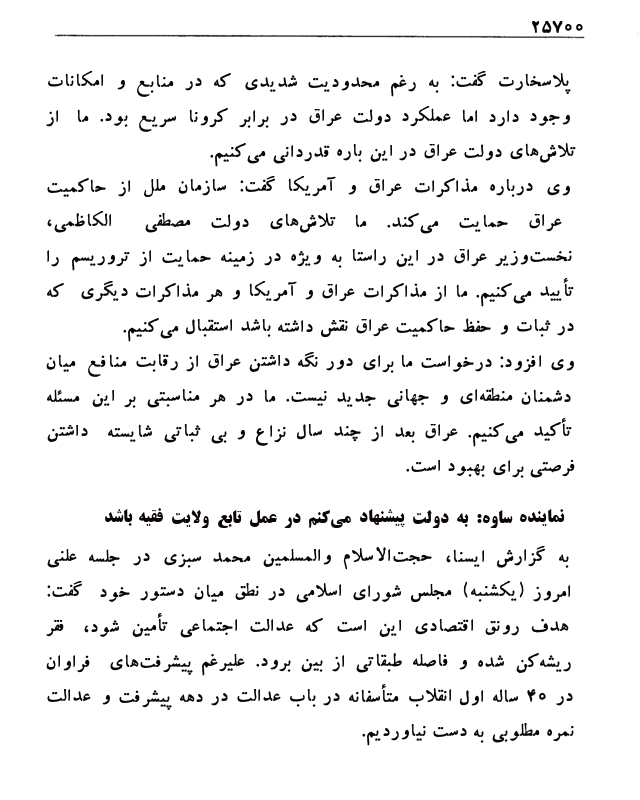 ۲۵۷۰۰
پلاسخارت گفت: به رغم محدودیت شدیدی که در منابع و امکانات
وجود دارد اما عملکرد دولت عراق در برابر کرونا سریع بود. ما از
تلاش‌های دولت عراق در این باره قدردانی می‌کنیم.
وی درباره مذاکرات عراق و آمریکا گفت: سازمان ملل از حاکمیت
عراق حمایت می‌کند. ما تلاش‌های دولت مصطفی الکاظمی،
نخست‌وزیر عراق در این راستا به ویژه در زمینه حمایت از تروریسم را
تأیید می‌کنیم. ما از مذاکرات عراق و آمریکا و هر مذاکرات دیگری که
در ثبات و حفظ حاکمیت عراق نقش داشته باشد استقبال می‌کنیم.
وی افزود: درخواست ما برای دور نگه داشتن عراق از رقابت منافع میان
دشمنان منطقه‌ای و جهانی جدید نیست. ما در هر مناسبتی بر این مسئله
تأکید می‌کنیم. عراق بعد از چند سال نزاع و بی ثباتی شایسته داشتن
فرصتی برای بهبود است.
نماینده ساوه: به دولت پیشنهاد می‌کنم در عمل تابع ولایت فقیه باشد
به گزارش ایسنا، حجت‌الاسلام والمسلمین محمد سبزی در جلسه علنی
امروز (یکشنبه) مجلس شورای اسلامی در نطق میان دستور خود گفت:
هدف رونق اقتصادی این است که عدالت اجتماعی تأمین شود، فقر
ریشه‌کن شده و فاصله طبقاتی از بین برود. علیرغم پیشرفت‌های فراوان
در ۴۰ ساله اول انقلاب متأسفانه در باب عدالت در دهه پیشرفت و عدالت
نمره مطلوبی به دست نیاوردیم.